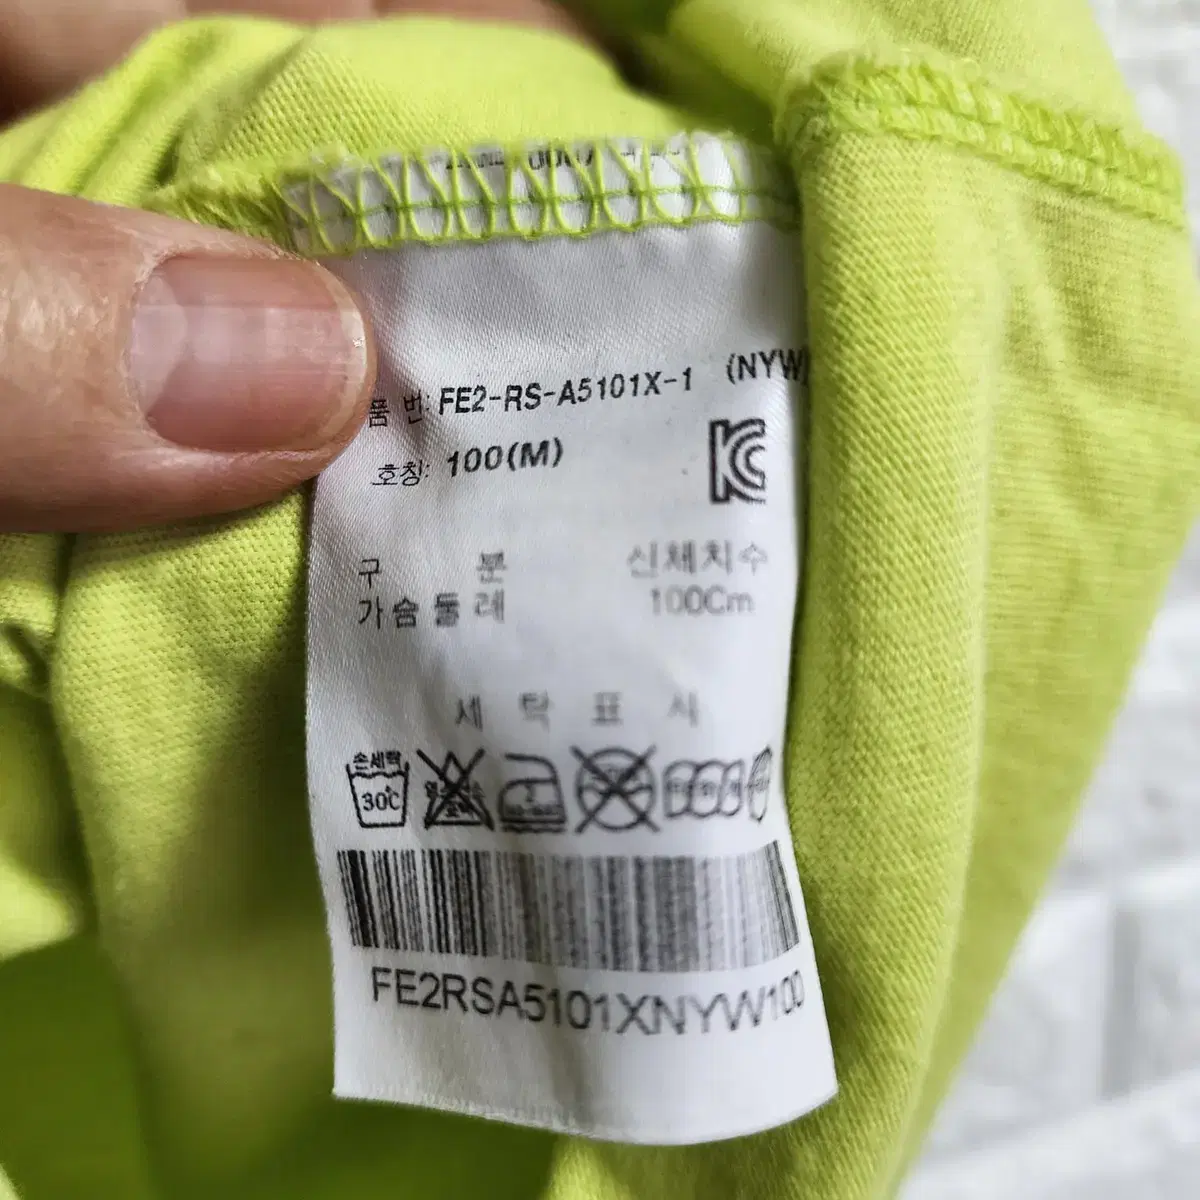 품 번: FE2-RS-A5101X-1 (NYW)
호칭: 100(M)
KC
구 분 신체치수
가슴둘레 100Cm
세 탁 표 시
손세탁
30℃
FE2RSA5101XNYW100